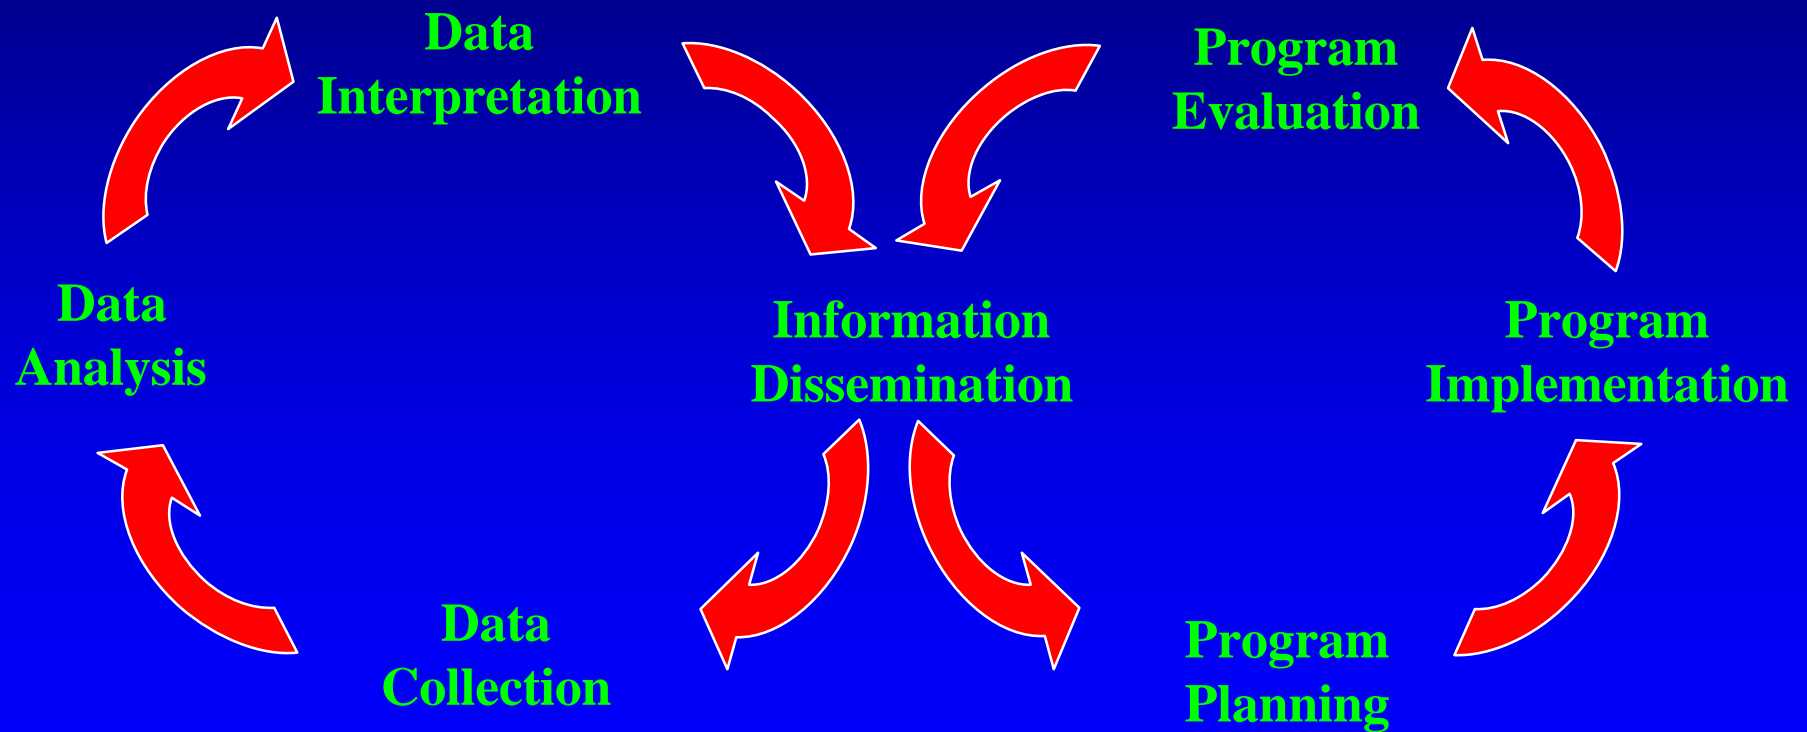 Data
Interpretation
Program
Evaluation
Data
Analysis
Information
Dissemination
Program
Implementation
Data
Collection
Program
Planning